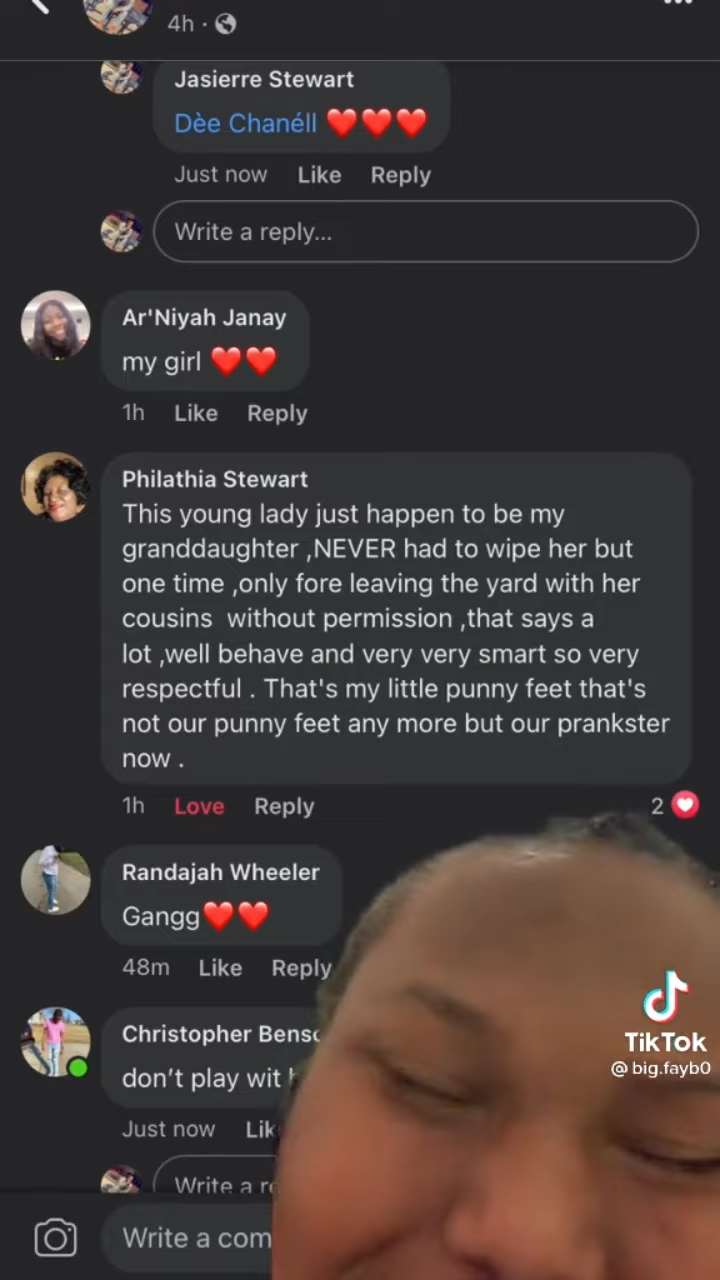 4h ·
Jasierre Stewart
Dèe Chanéll ❤️❤️❤️
Just now Like Reply
Write a reply...
Ar'Niyah Janay
my girl ❤️❤️
1h Like Reply
Philathia Stewart
This young lady just happen to be my
granddaughter ,NEVER had to wipe her but
one time ,only fore leaving the yard with her
cousins without permission ,that says a
lot ,well behave and very very smart so very
respectful . That's my little punny feet that's
not our punny feet any more but our prankster
now .
1h Love Reply 2
Randajah Wheeler
Gangg❤️❤️
48m Like Reply
Christopher
don't play wit
Just now
Write a
Write a
TikTok
@big.fayb0